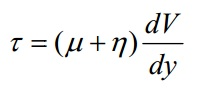 τ = (μ + η) dV/dy